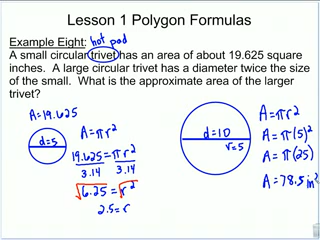 Lesson 1 Polygon Formulas
Example Eight: hot pad
A small circular trivet has an area of about 19.625 square
inches. A large circular trivet has a diameter twice the size
of the small. What is the approximate area of the larger
trivet?
A=19.625
d=5
A=πr²
19.625=πr²
3.14 3.14
√6.25 = √r²
2.5=r
d=10
r=5
A=πr²
A=π(5)²
A=π(25)
A=78.5in²